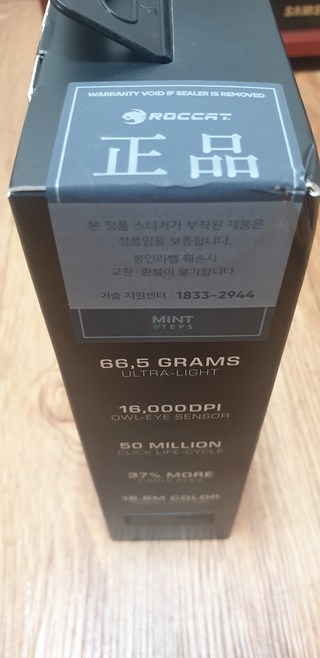 SAMS
WARRANTY VOID IF SEALER IS REMOVED
ROCCAT
正品
본 정품 스티커가 부착된 제품은
정품임을 보증합니다.
봉인라벨 훼손시
교환·환불이 불가합니다
기술 지원센터 : 1833-2944
MINT
STEPS
66,5 GRAMS
ULTRA-LIGHT
16,000DPI
OWL-EYE SENSOR
50 MILLION
CLICK LIFE-CYCLE
37% MORE
CABLE FLEX
16.8M COLOR